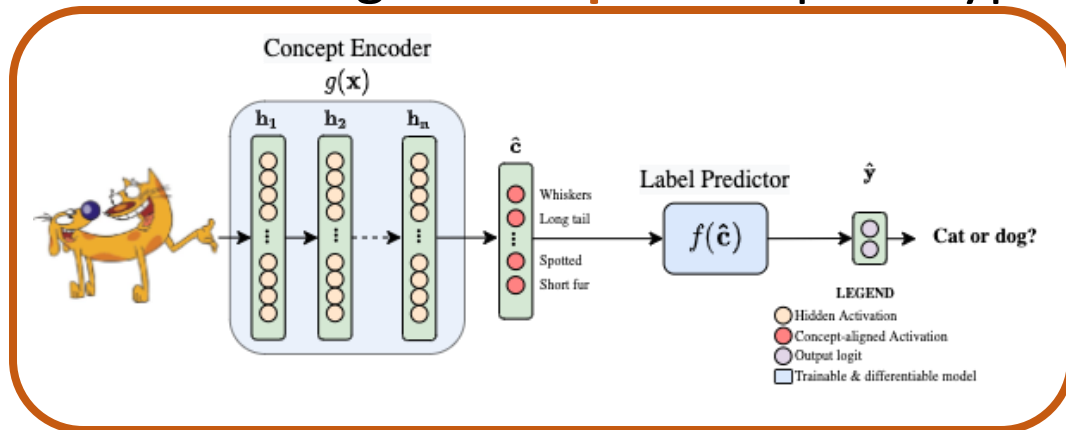 Concept Encoder
g(x)
h₁ h₂ hₙ
ĉ
Whiskers
Long tail
Spotted
Short fur
Label Predictor
f(ĉ)
ŷ
Cat or dog?
LEGEND
Hidden Activation
Concept-aligned Activation
Output logit
Trainable & differentiable model